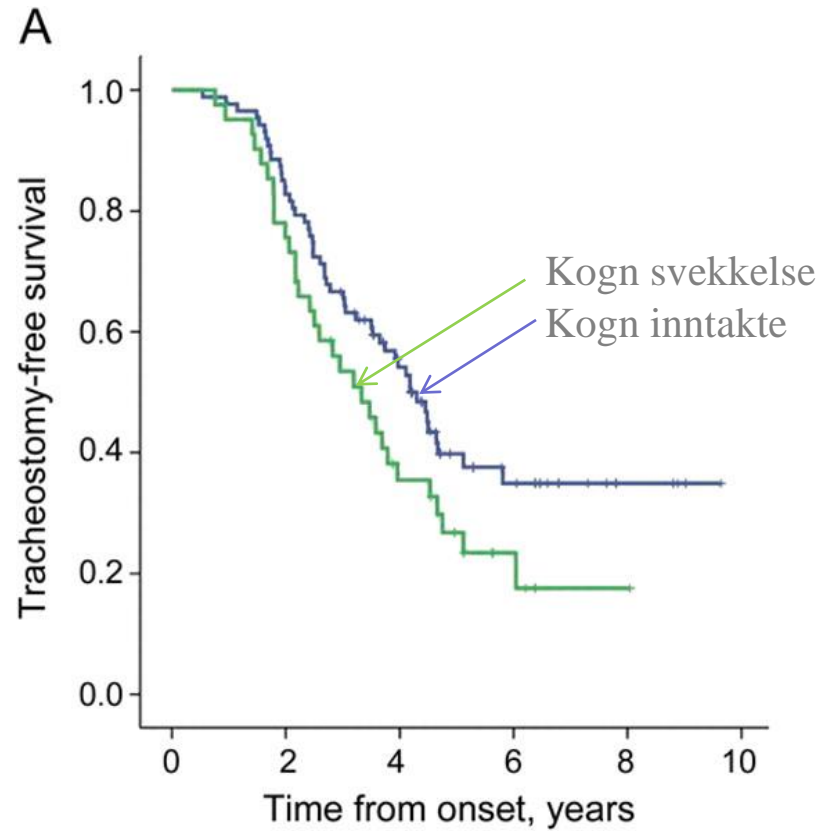 A
Tracheostomy-free survival
1.0
0.8
0.6
0.4
0.2
0.0
Kogn svekkelse
Kogn inntakte
0 2 4 6 8 10
Time from onset, years